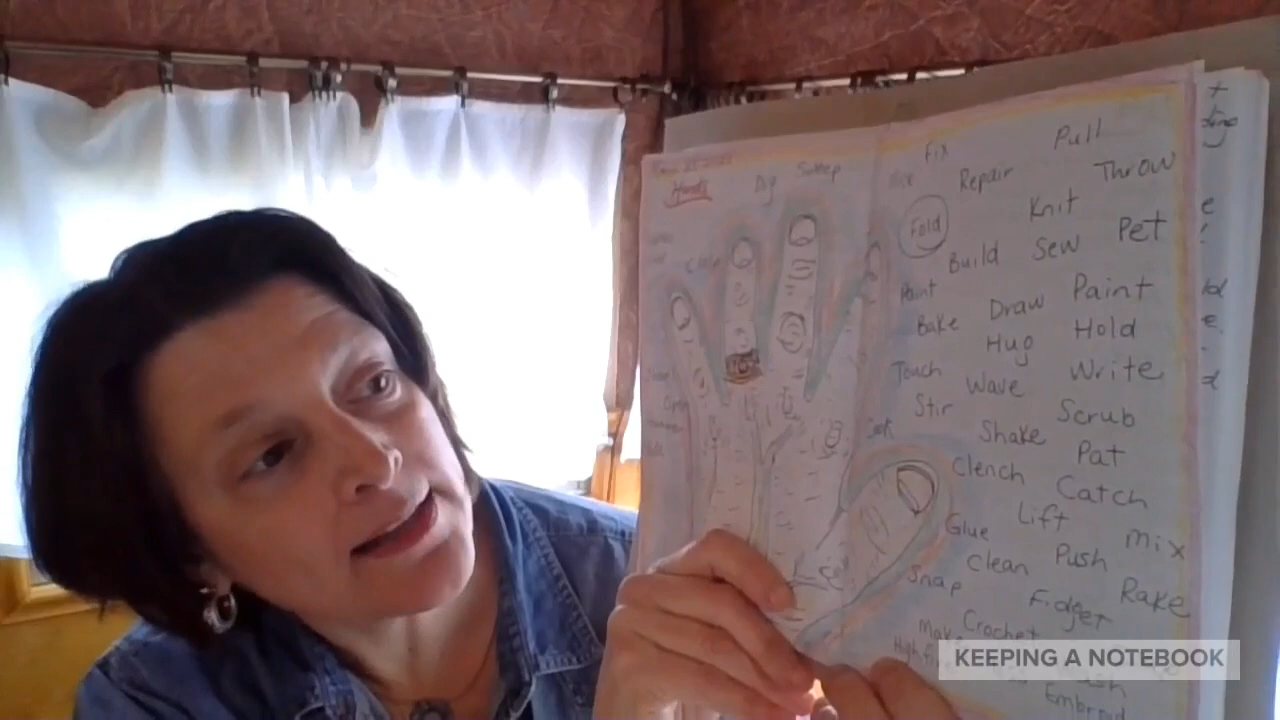 Hands Dig Sweep
Fix Pull
Repair Throw
Fold Knit
Build Sew Pet
Paint Draw Paint
Bake Hug Hold
Touch Wave Write
Stir Shake Scrub
Clench Pat
Catch
Glue Lift mix
Clean Push
Snap Fidget Rake
Crochet
KEEPING A NOTEBOOK